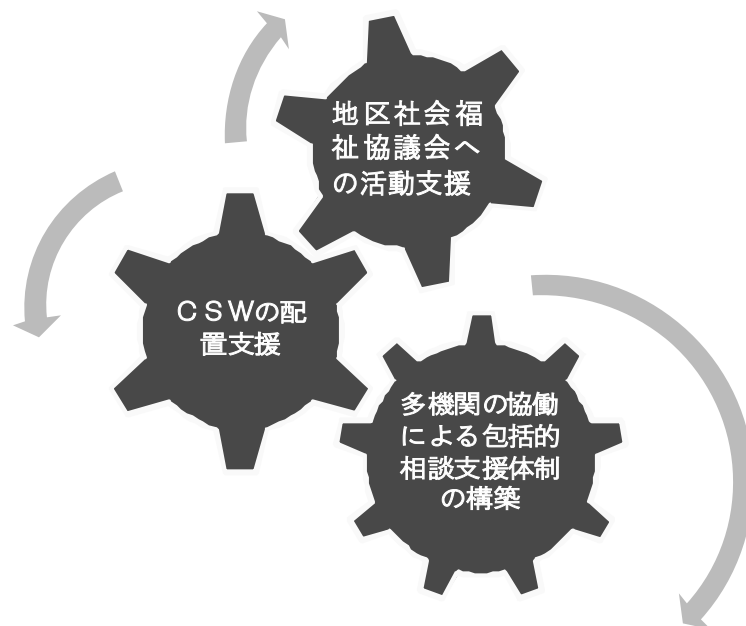 地区社会福
祉協議会へ
の活動支援
ＣＳＷの配
置支援
多機関の協働
による包括的
相談支援体制
の構築